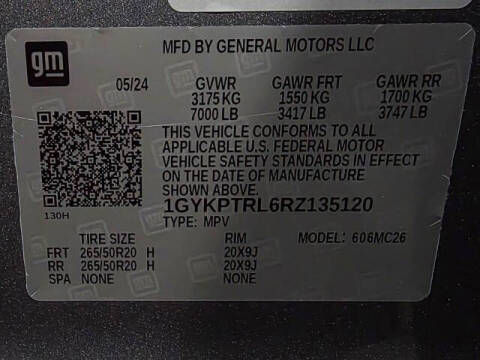 gm
MFD BY GENERAL MOTORS LLC
05/24 GVWR GAWR FRT GAWR RR
3175 KG 1550 KG 1700 KG
7000 LB 3417 LB 3747 LB
THIS VEHICLE CONFORMS TO ALL
APPLICABLE U.S. FEDERAL MOTOR
VEHICLE SAFETY STANDARDS IN EFFECT
ON THE DATE OF MANUFACTURE
SHOWN ABOVE.
130H
1GYKPTRL6RZ135120
TYPE: MPV
TIRE SIZE RIM MODEL: 606MC26
FRT 265/50R20 H 20X9J
RR 265/50R20 H 20X9J
SPA NONE NONE